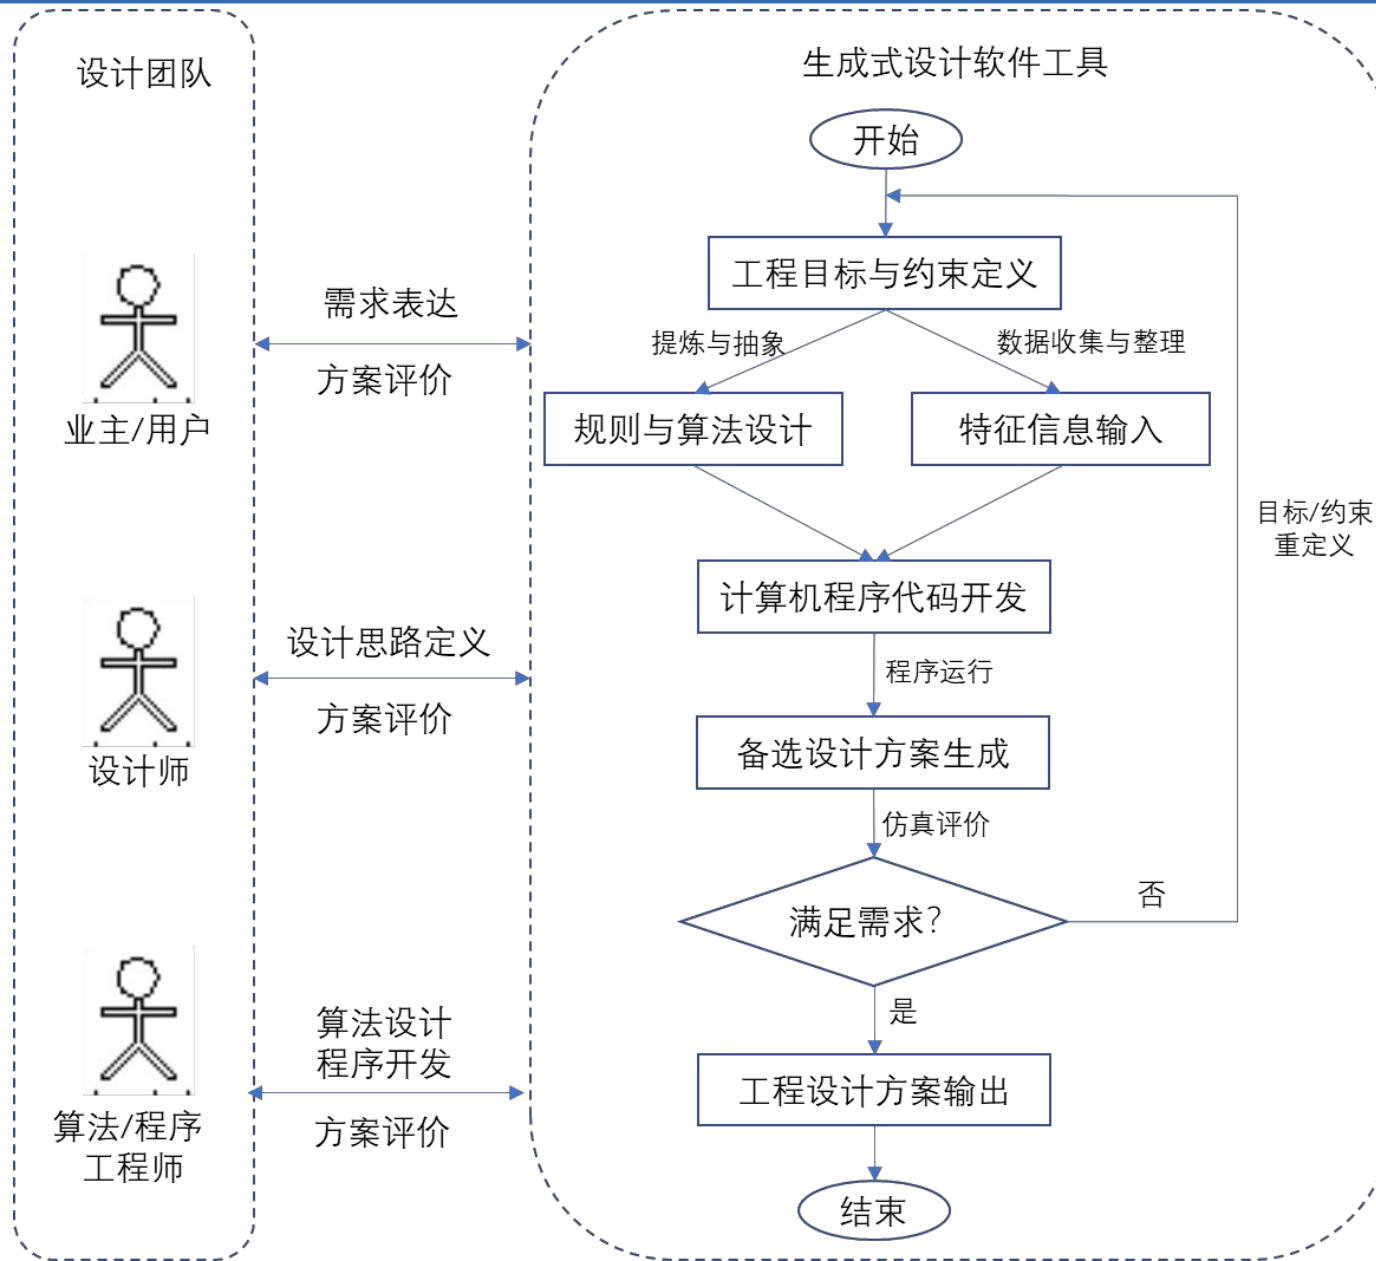 设计团队
业主/用户
设计师
算法/程序
工程师
需求表达
方案评价
设计思路定义
方案评价
算法设计
程序开发
方案评价
生成式设计软件工具
开始
工程目标与约束定义
提炼与抽象
数据收集与整理
规则与算法设计
特征信息输入
目标/约束
重定义
计算机程序代码开发
程序运行
备选设计方案生成
仿真评价
满足需求?
否
是
工程设计方案输出
结束